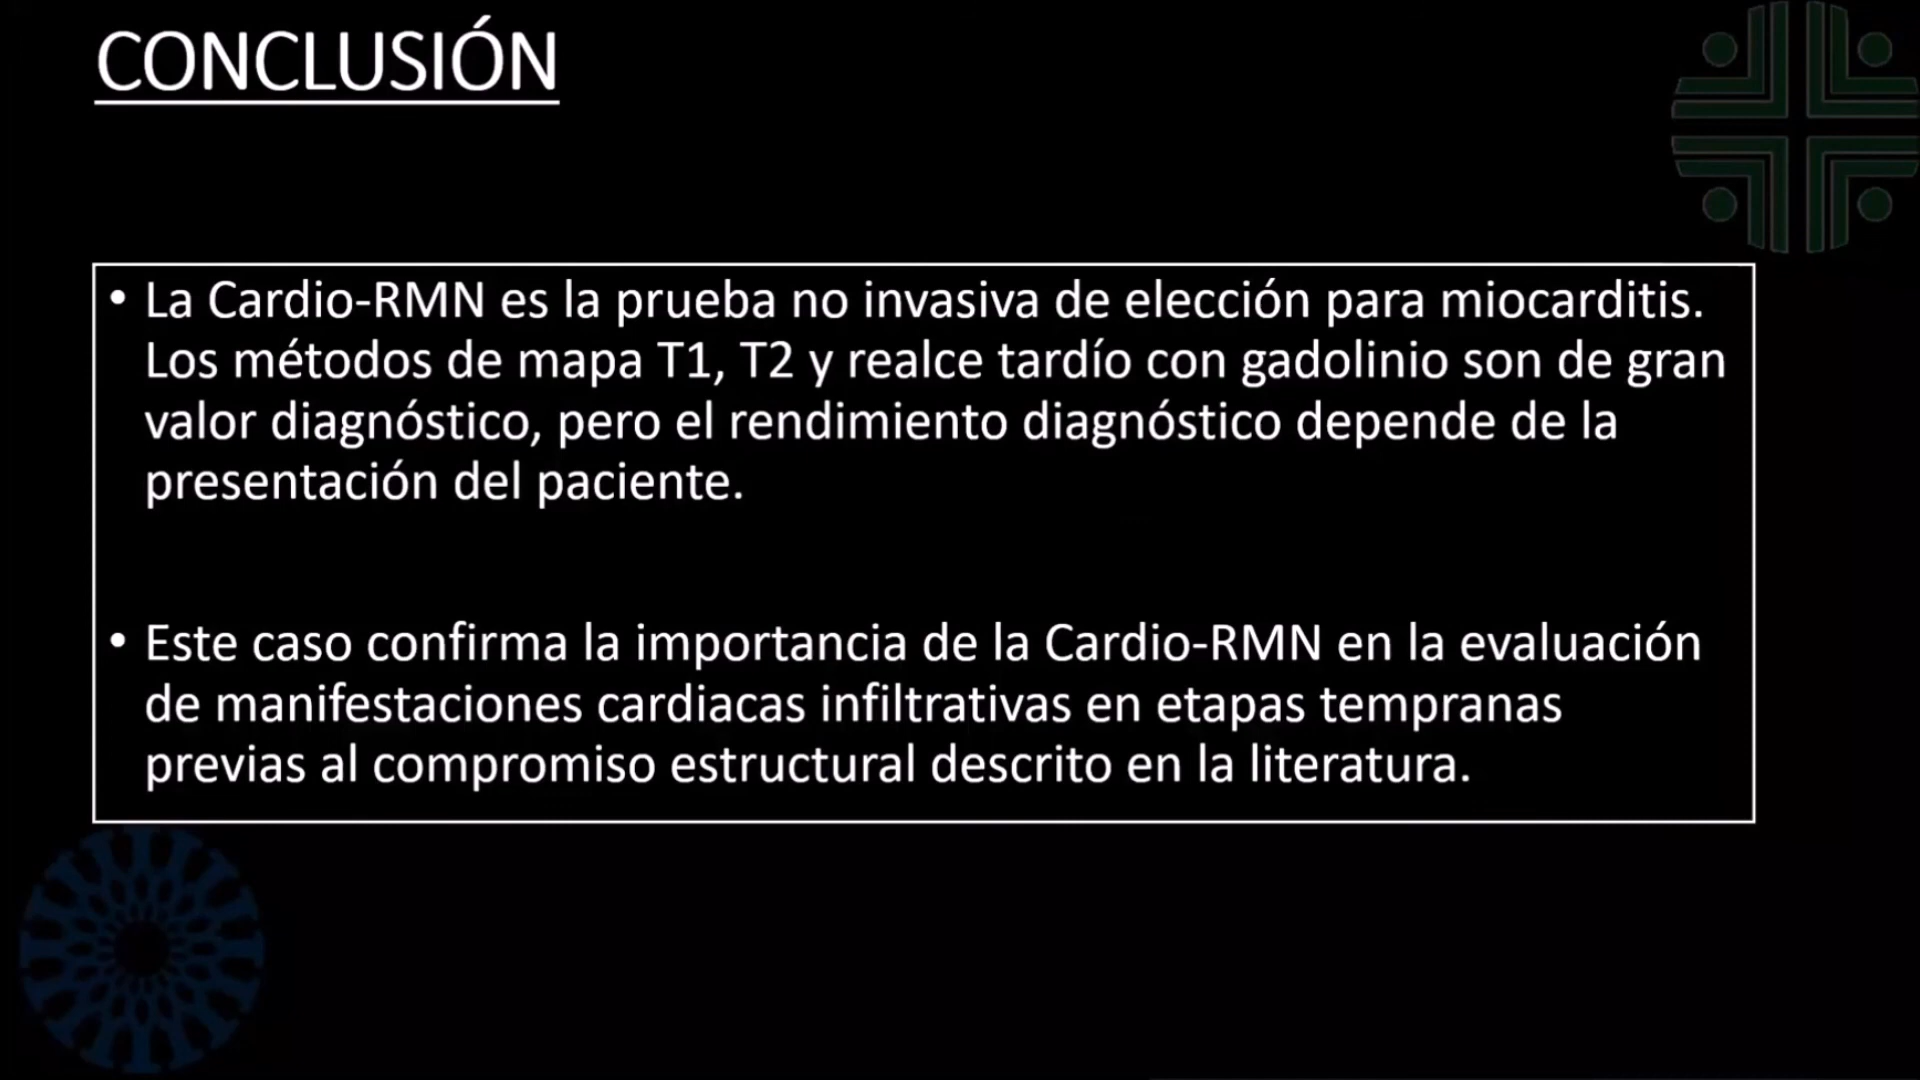 CONCLUSIÓN
• La Cardio-RMN es la prueba no invasiva de elección para miocarditis.
Los métodos de mapa T1, T2 y realce tardío con gadolinio son de gran
valor diagnóstico, pero el rendimiento diagnóstico depende de la
presentación del paciente.
• Este caso confirma la importancia de la Cardio-RMN en la evaluación
de manifestaciones cardiacas infiltrativas en etapas tempranas
previas al compromiso estructural descrito en la literatura.